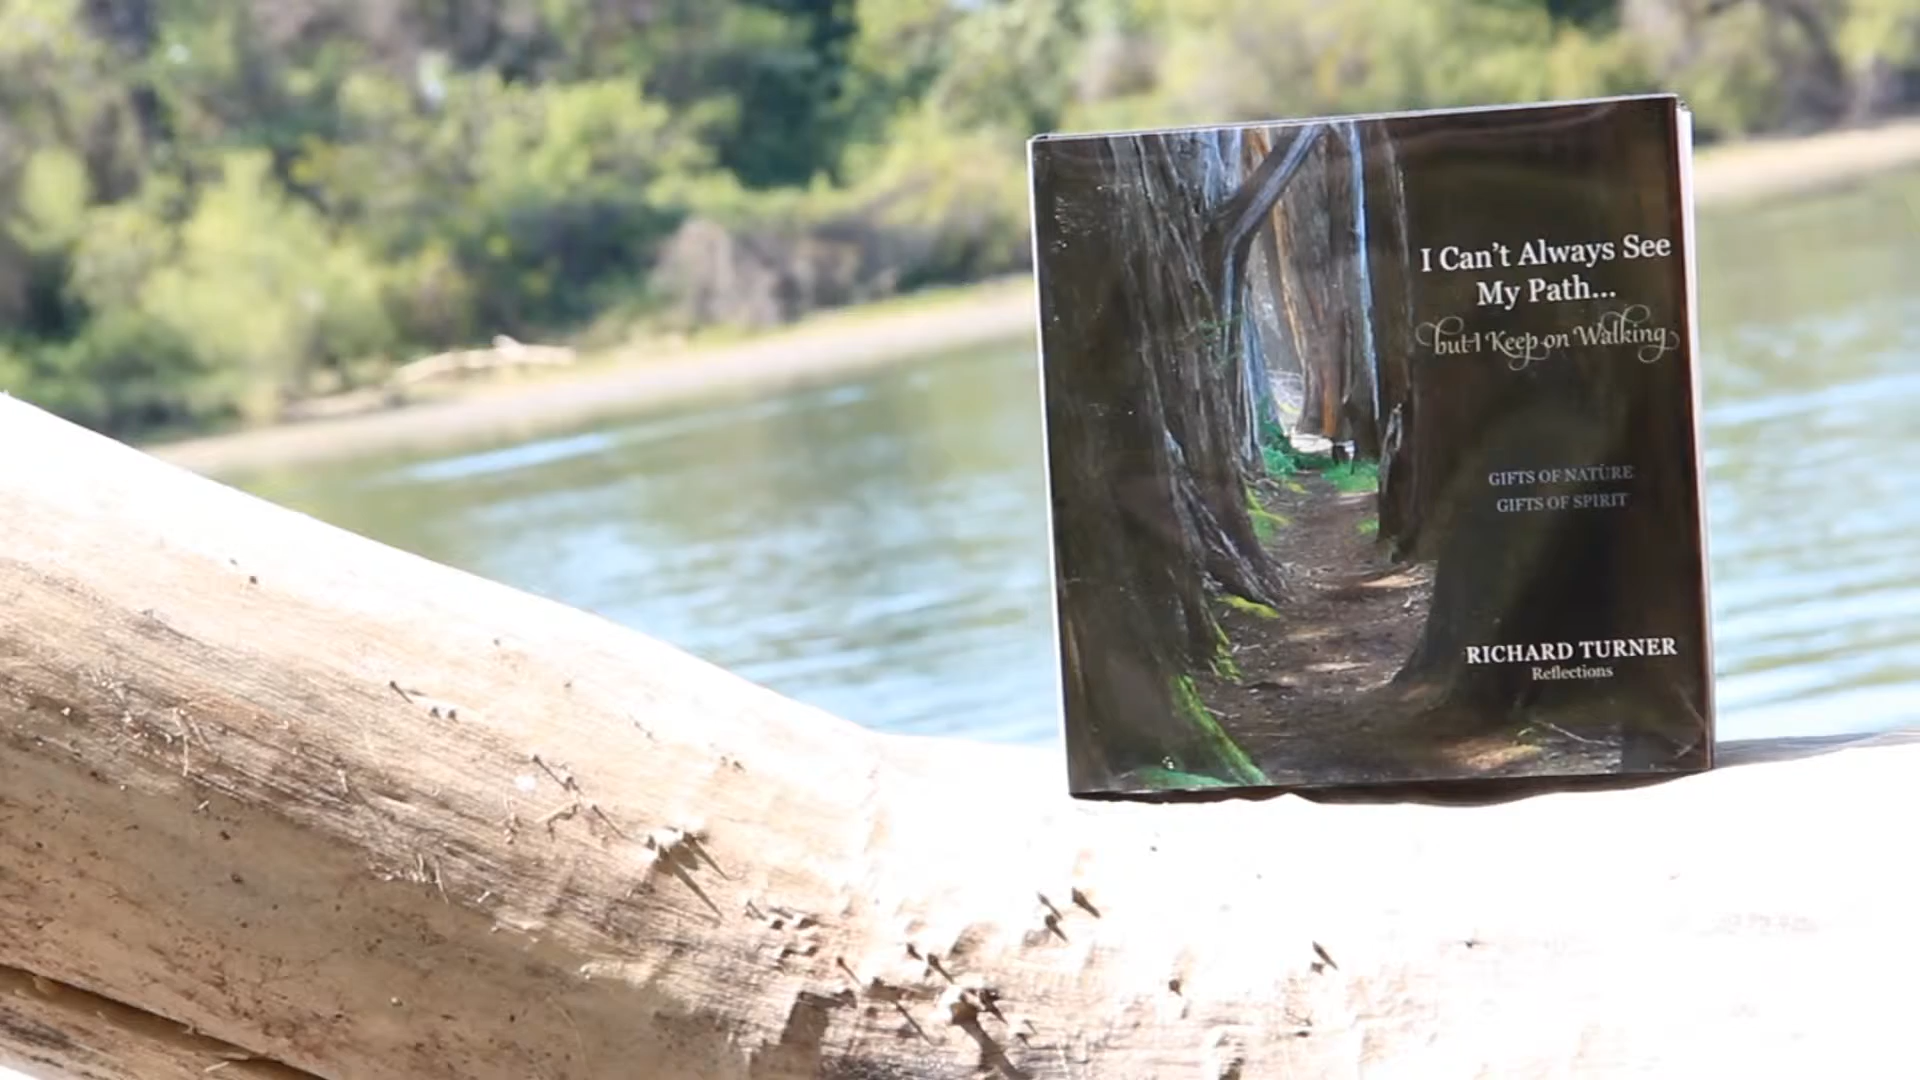 I Can't Always See
My Path...
but I Keep on Walking
GIFTS OF NATURE
GIFTS OF SPIRIT
RICHARD TURNER
Reflections